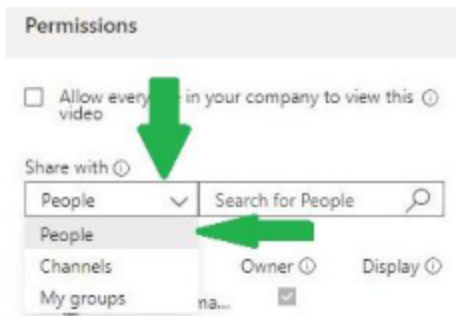 Permissions
Allow every in your company to view this
video
Share with
People Search for People
People
Channels Owner Display
My groups ma...